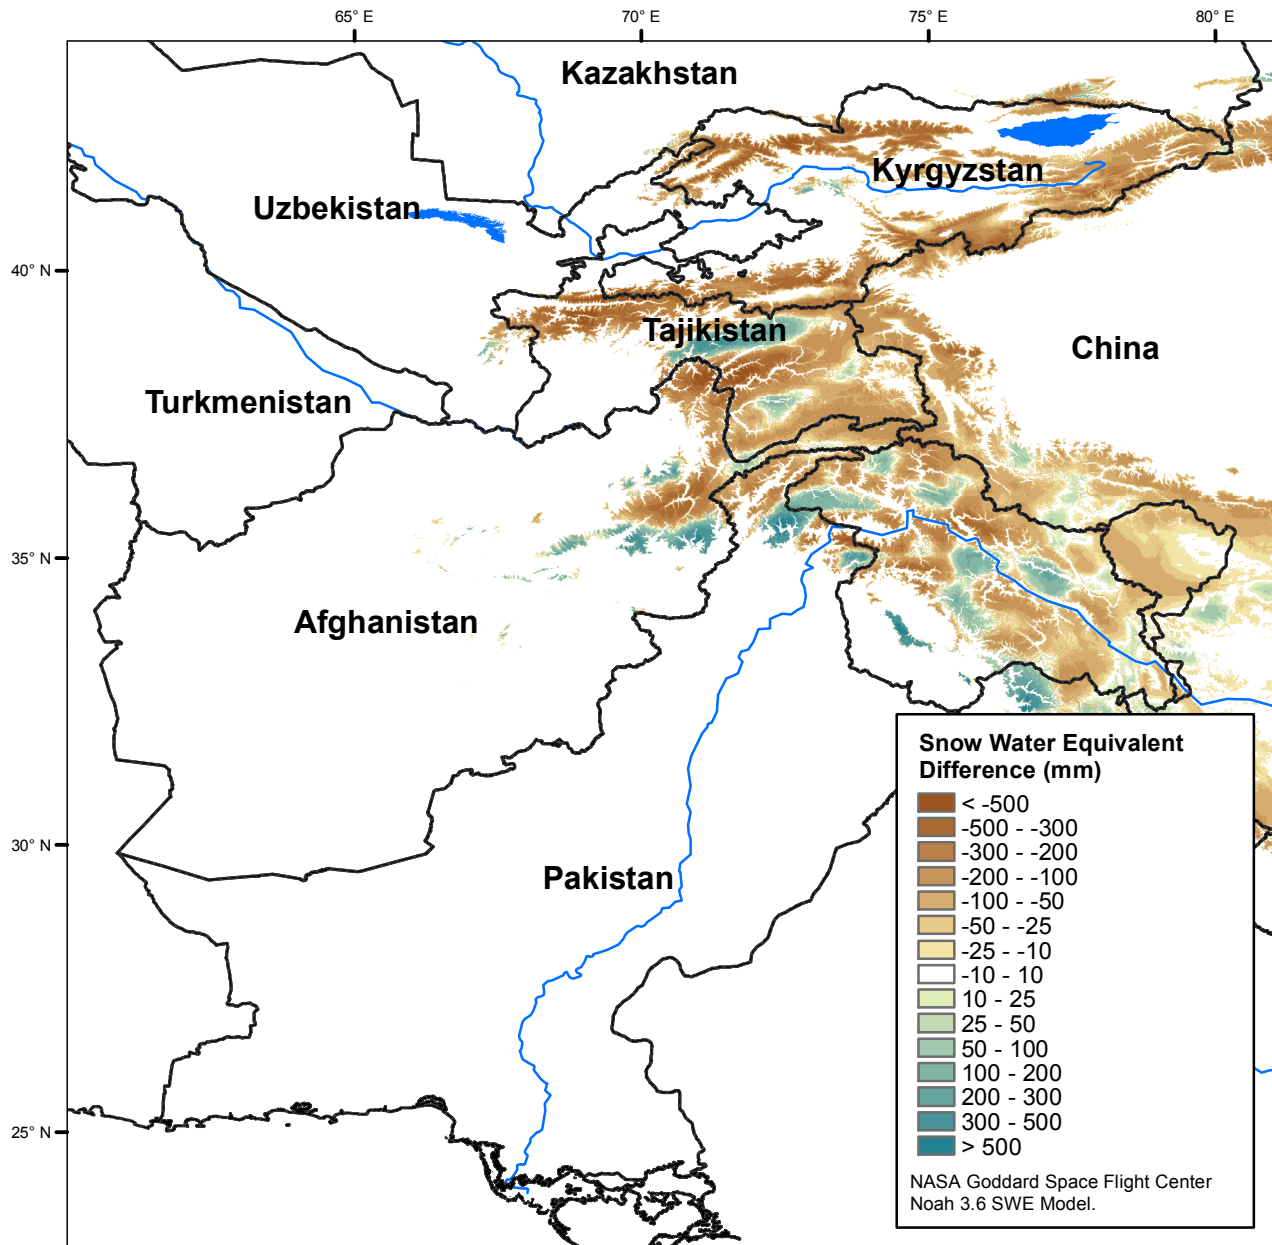 65° E
70° E
75° E
80° E
Kazakhstan
Kyrgyzstan
Uzbekistan
40° N
Tajikistan
China
Turkmenistan
35° N
Afghanistan
Snow Water Equivalent
Difference (mm)
< -500
-500 - -300
-300 - -200
-200 - -100
-100 - -50
-50 - -25
-25 - -10
-10 - 10
10 - 25
25 - 50
50 - 100
100 - 200
200 - 300
300 - 500
> 500
NASA Goddard Space Flight Center
Noah 3.6 SWE Model.
30° N
Pakistan
25° N